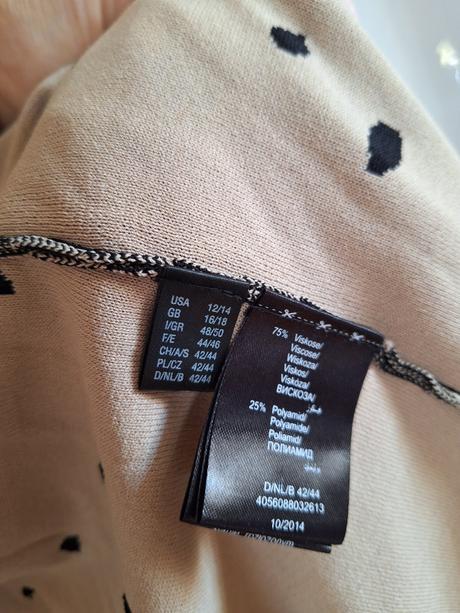 USA 12/14
GB 16/18
I/GR 48/50
F/E 44/46
CH/A/S 42/44
PL/CZ 42/44
D/NL/B 42/44
75% Viskose/
Viscose/
Wiskoza/
Viskos/
Viskóza/
ВИСКОЗА/
25% Polyamid/
Polyamide/
Poliamid/
ПОЛИАМИД
D/NL/B 42/44
4056088032613
10/2014